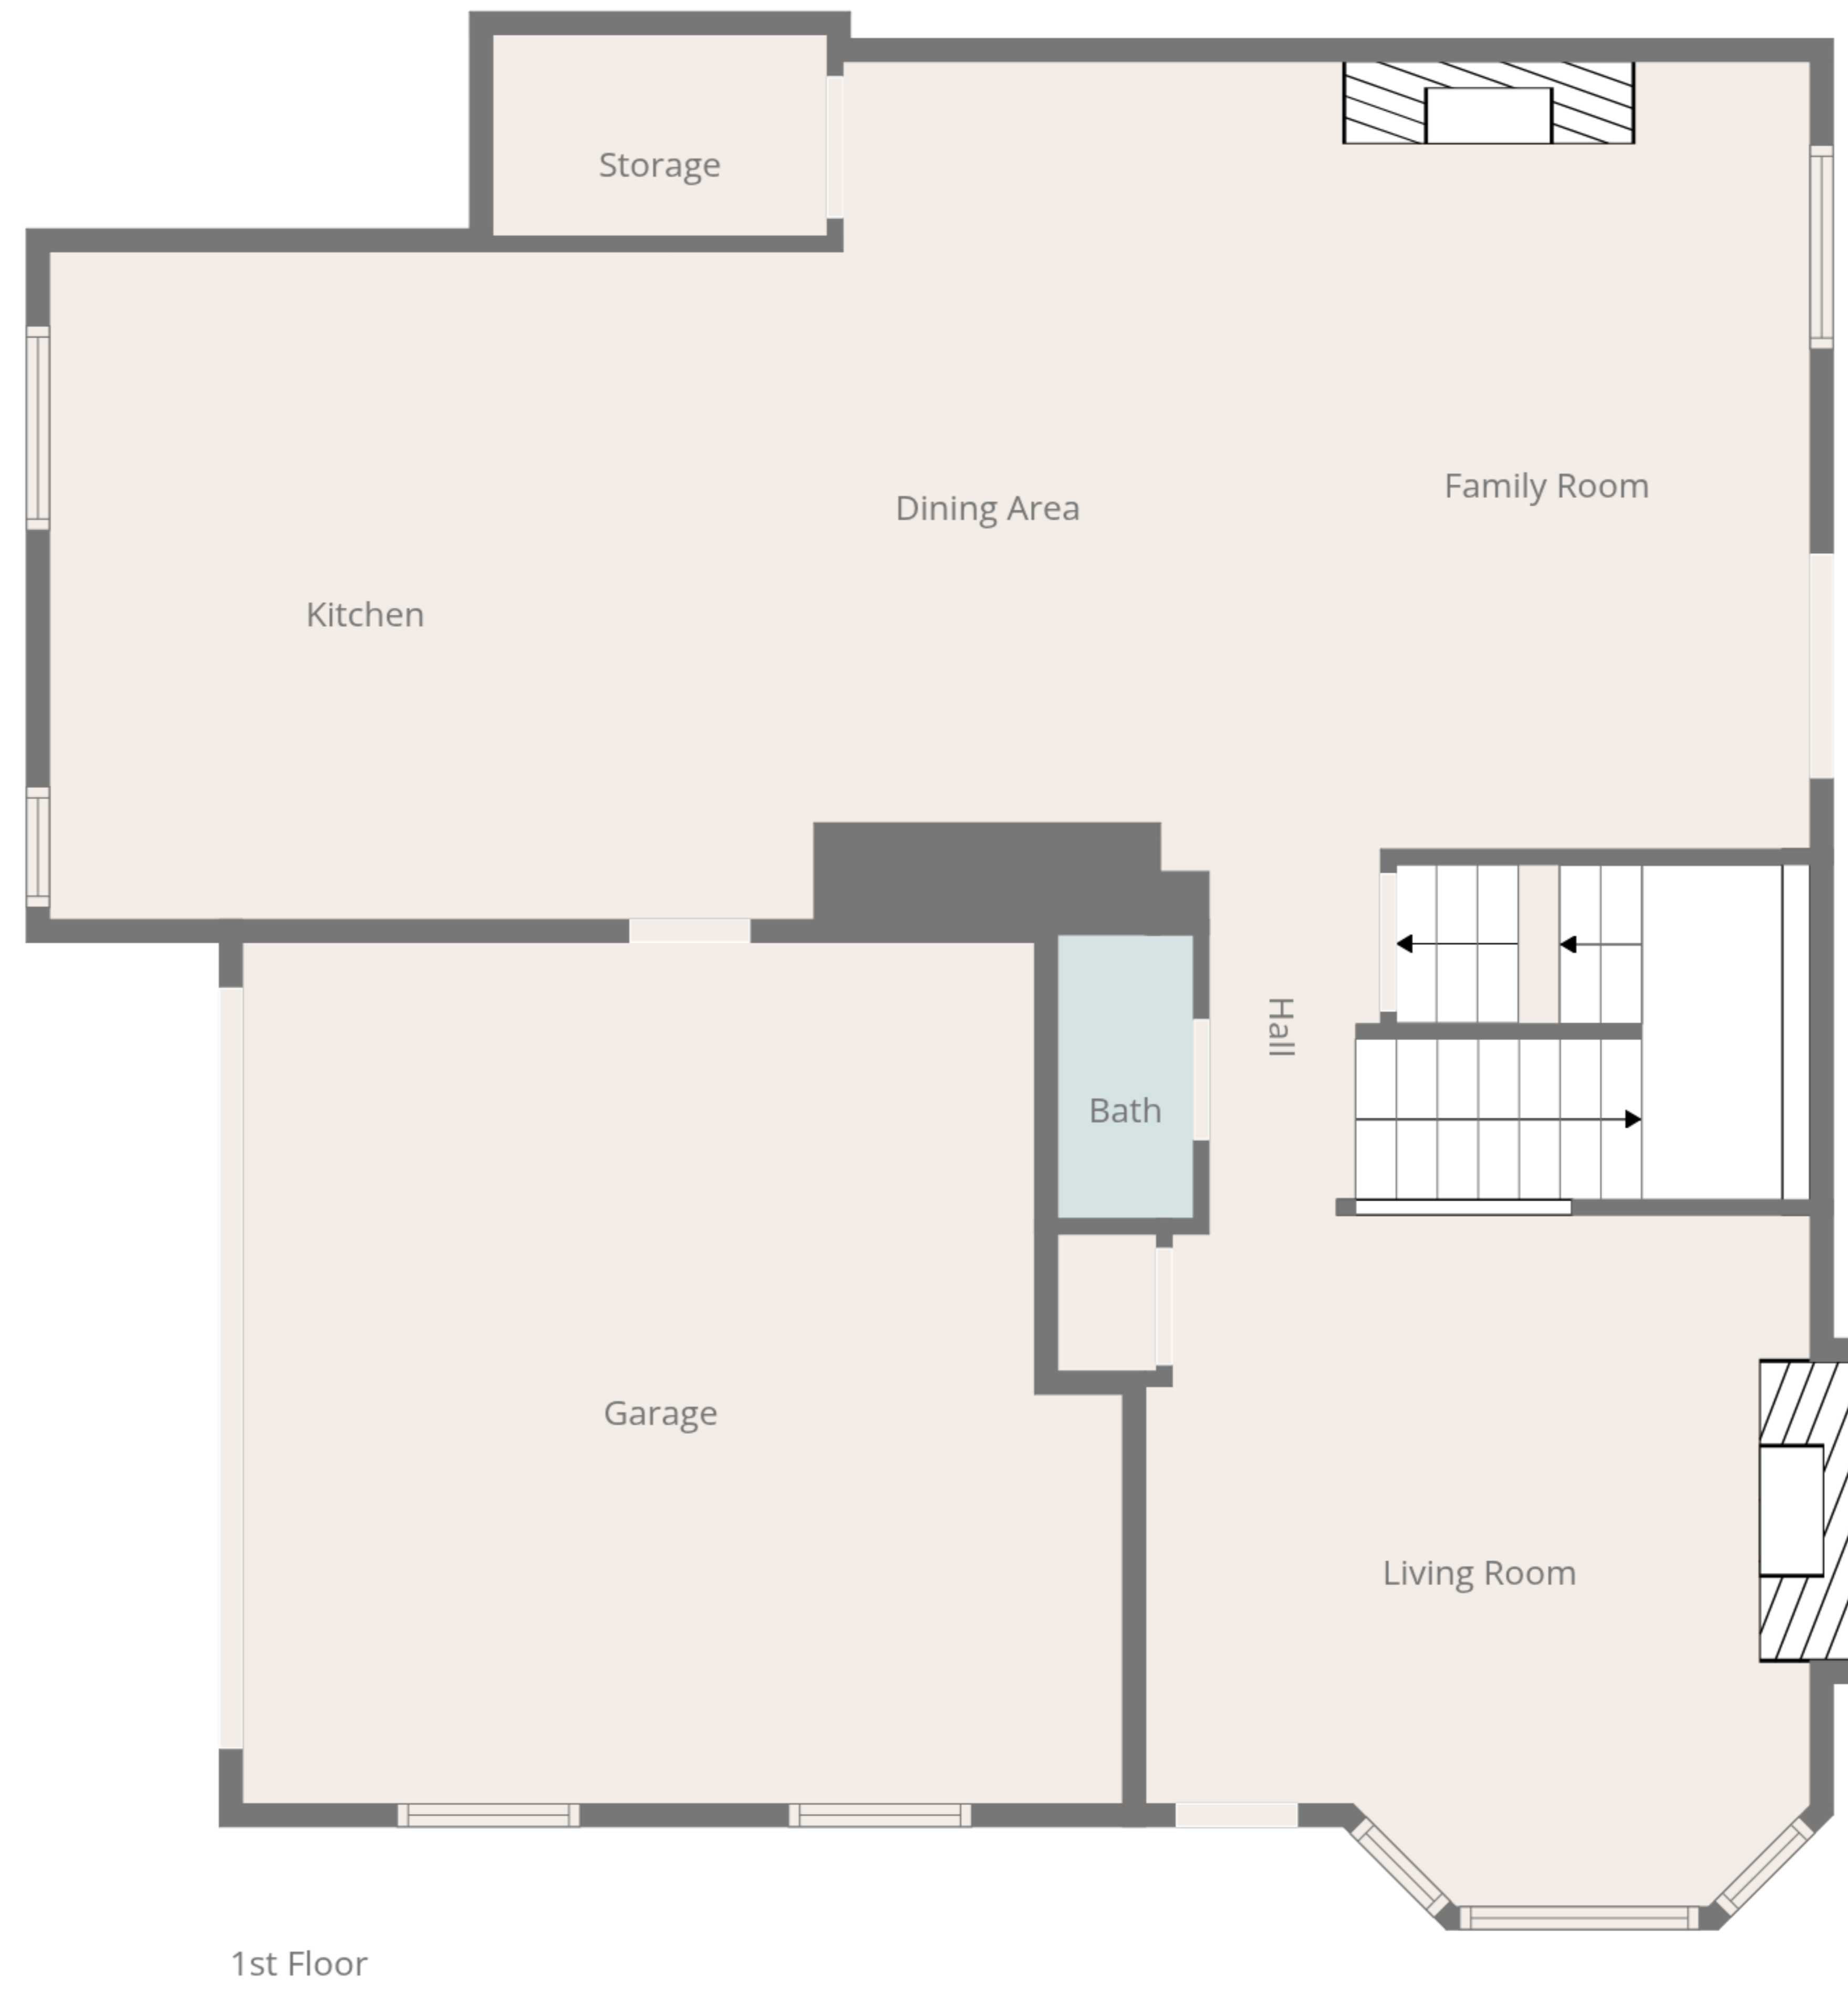 Storage
Family Room
Dining Area
Kitchen
Hall
Bath
Garage
Living Room
1st Floor